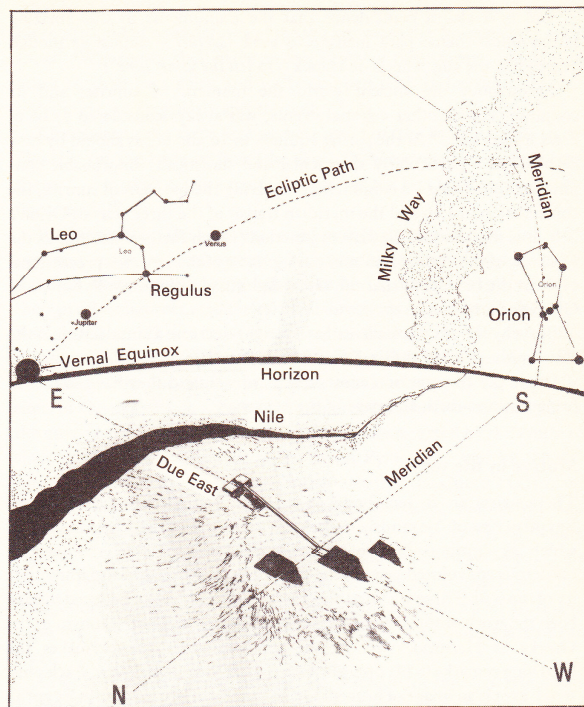 Ecliptic Path
Meridian
Milky Way
Leo
Leo
Venus
Regulus
Jupiter
Orion
Orion
Vernal Equinox
Horizon
E
S
Nile
Meridian
Due East
W
N